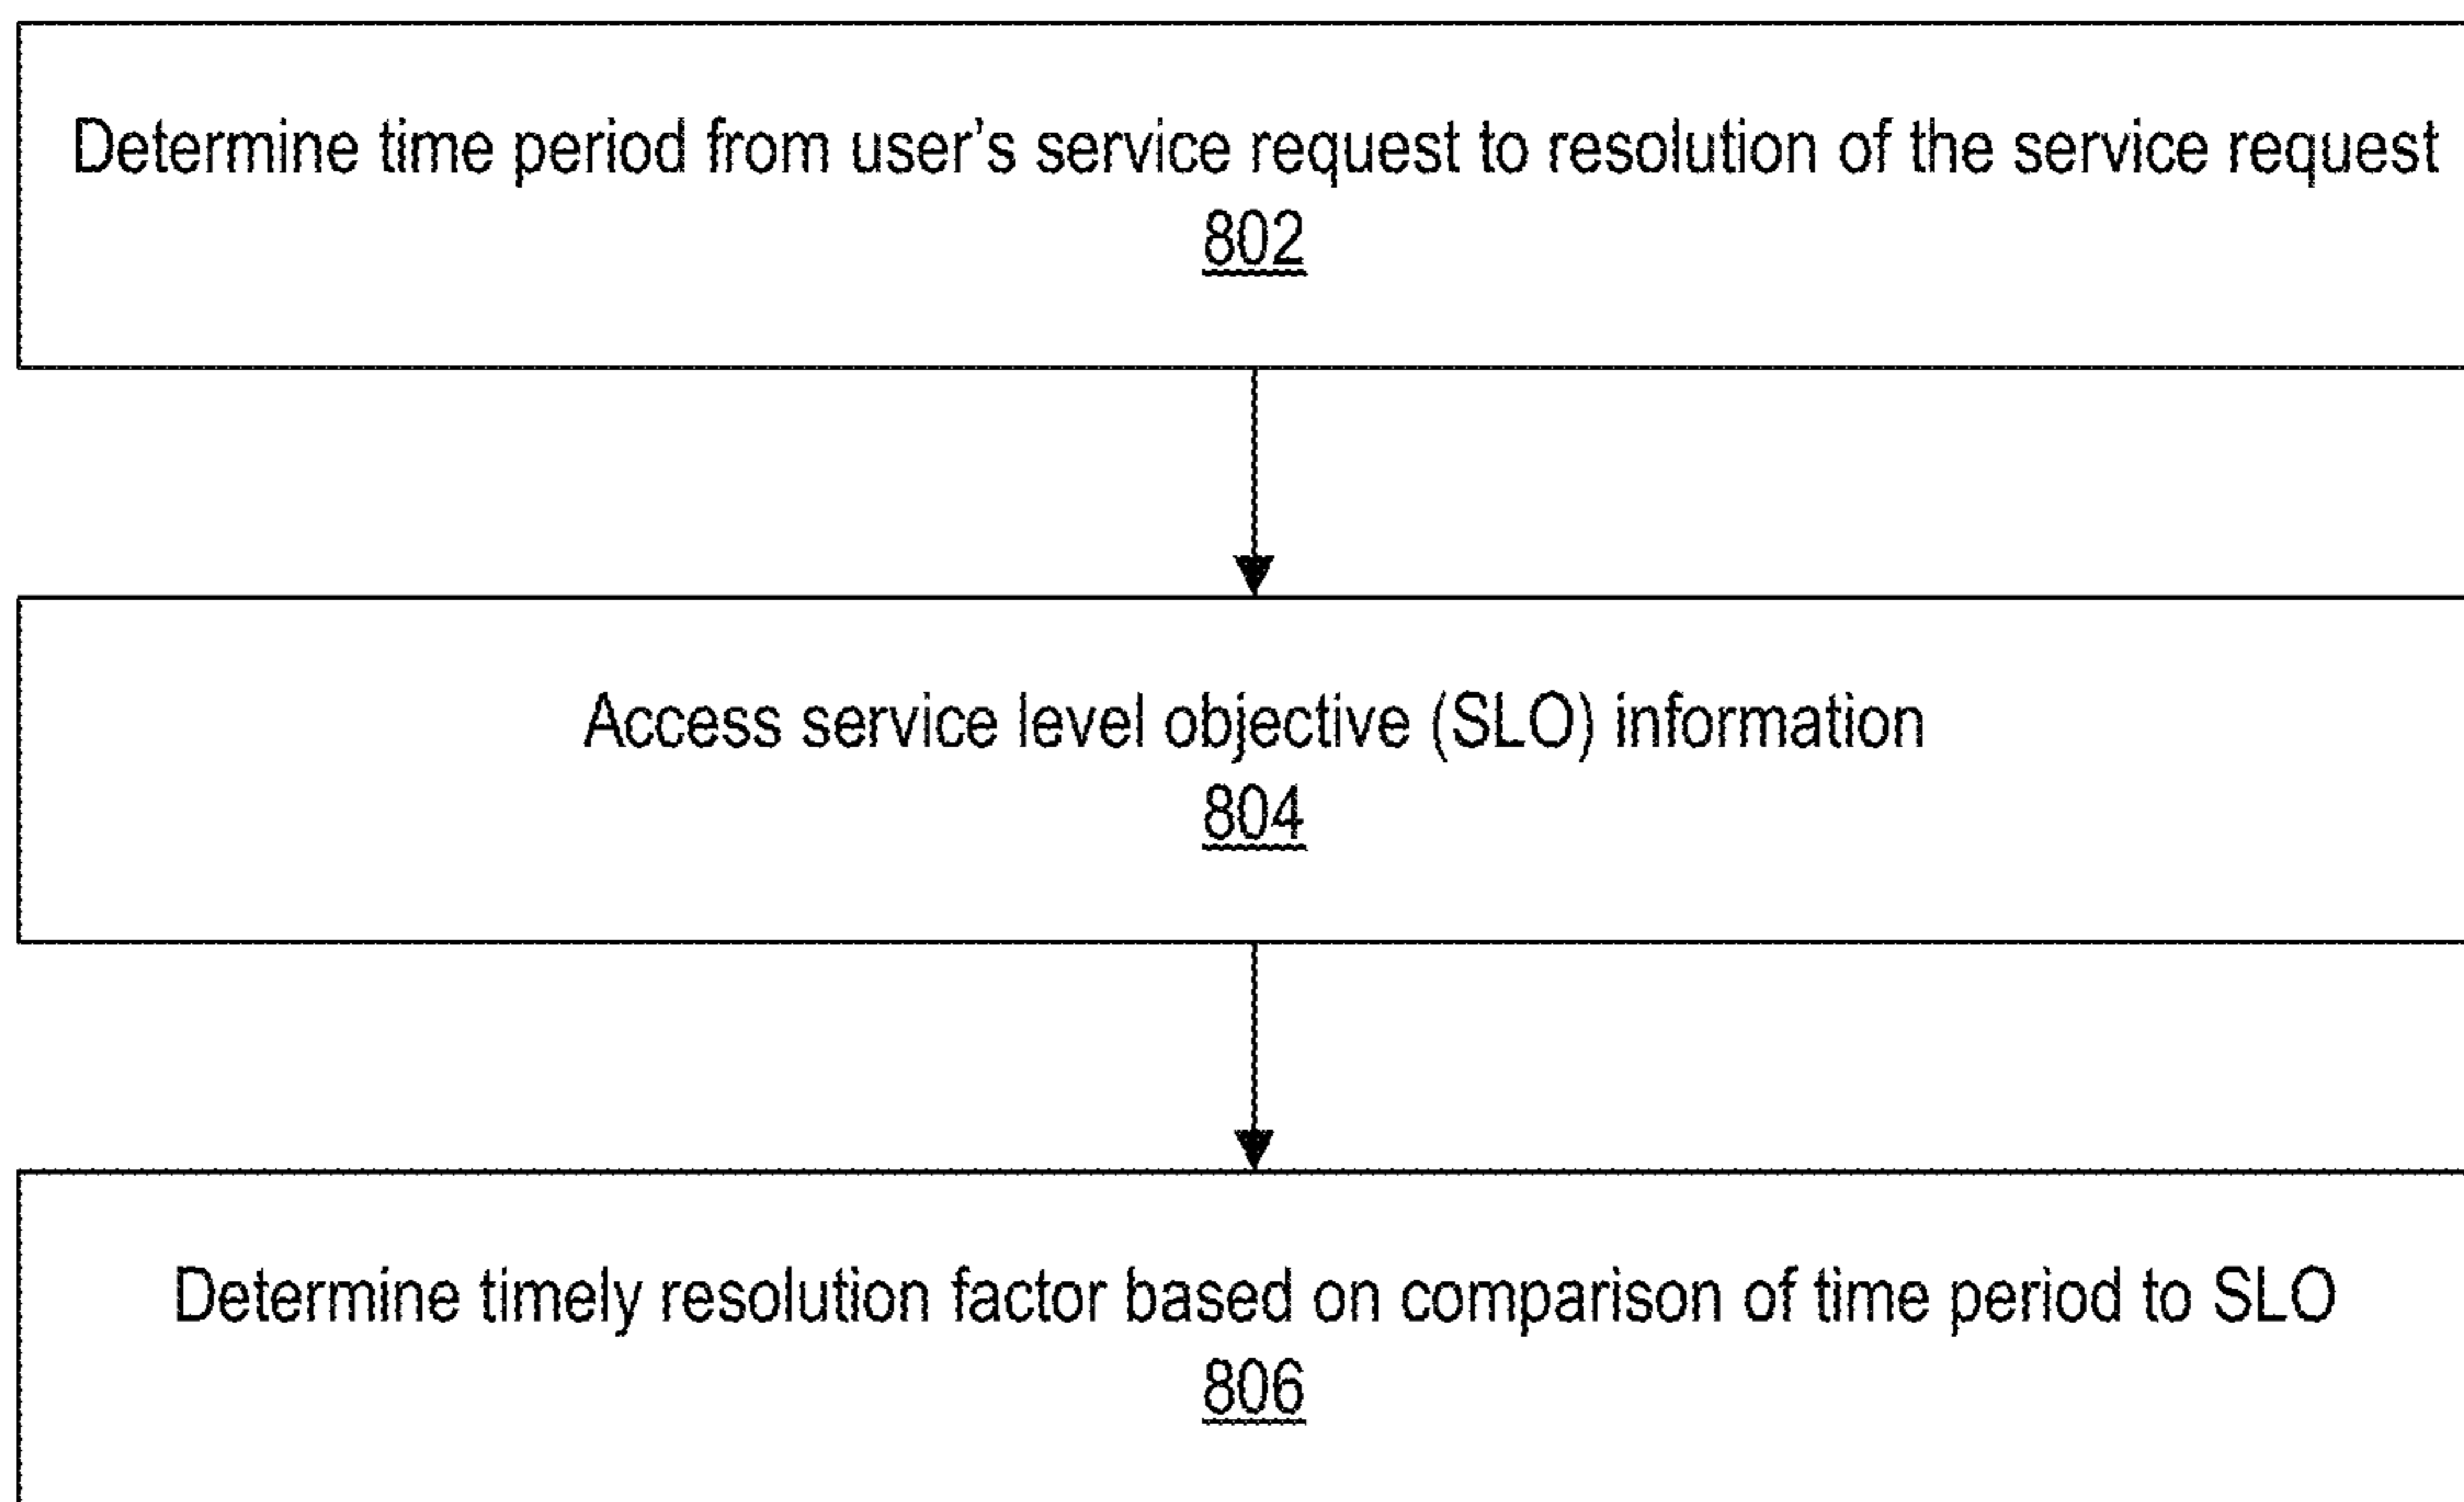 Determine time period from user’s service request to resolution of the service request
802
Access service level objective (SLO) information
804
Determine timely resolution factor based on comparison of time period to SLO
806